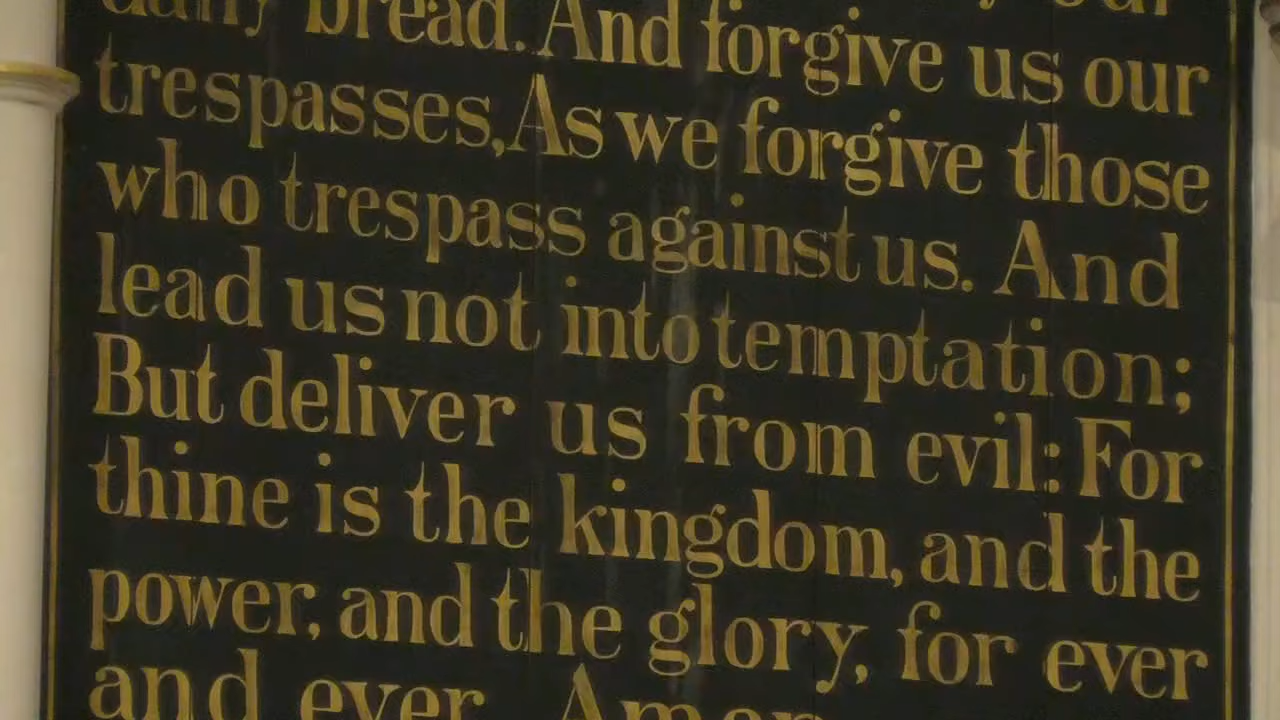 daily bread. And forgive us our
trespasses, As we forgive those
who trespass against us. And
lead us not into temptation;
But deliver us from evil: For
thine is the kingdom, and the
power, and the glory, for ever
and ever. Amen